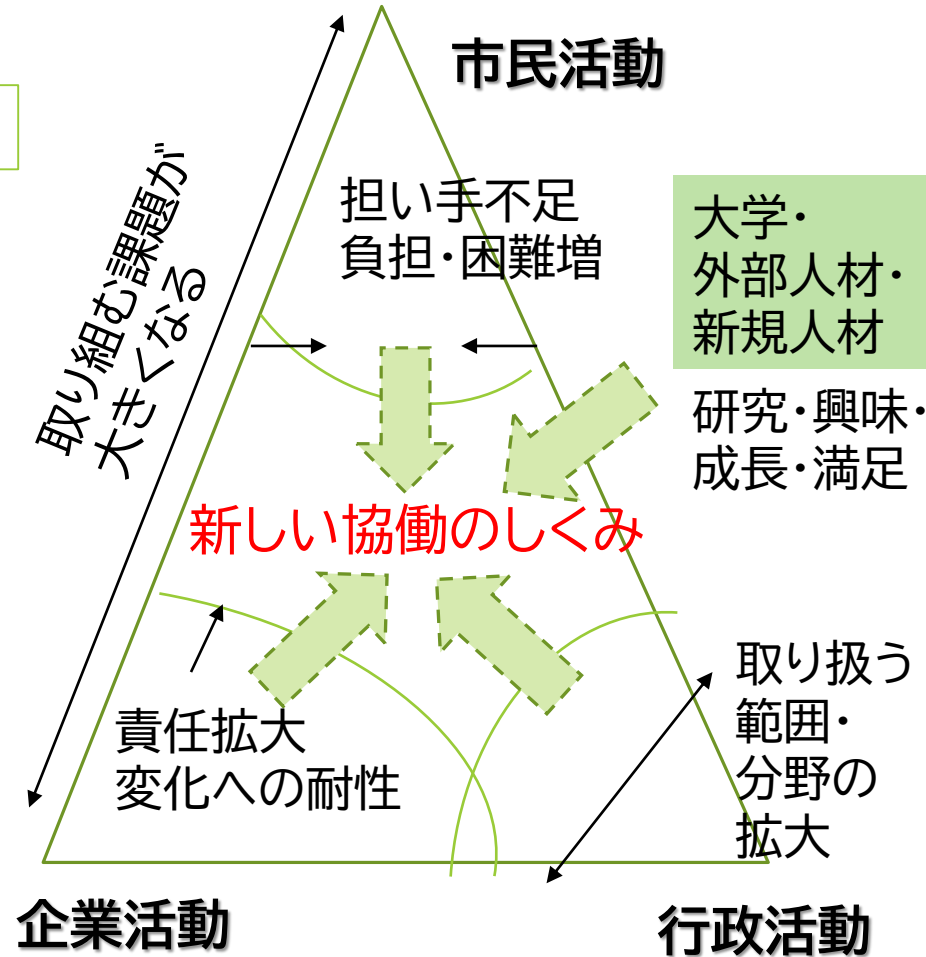 市民活動
取り組む課題が
大きくなる
担い手不足
負担・困難増
大学・
外部人材・
新規人材
研究・興味・
成長・満足
新しい協働のしくみ
責任拡大
変化への耐性
取り扱う
範囲・
分野の
拡大
企業活動
行政活動